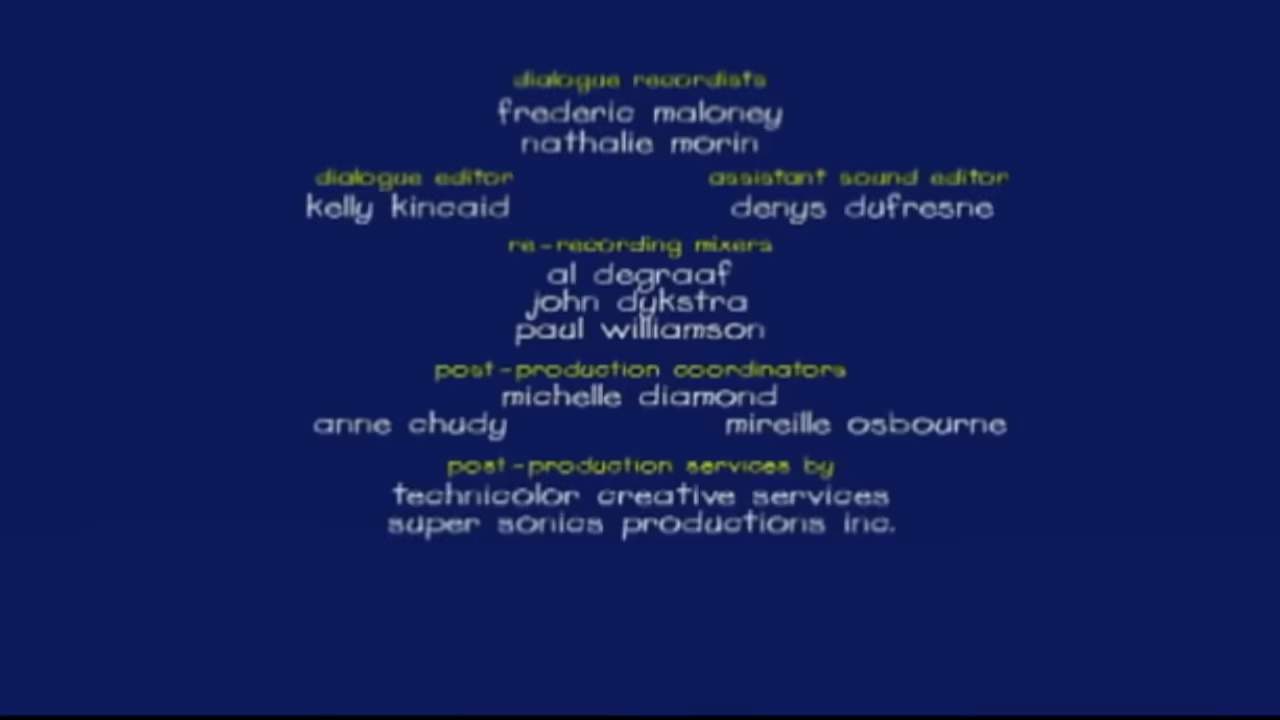 dialogue recordists
frederic maloney
nathalie morin
dialogue editor
kelly kincaid
assistant sound editor
denys dufresne
re-recording mixers
al degraaf
john dykstra
paul williamson
post-production coordinators
michelle diamond
anne chudy
mireille osbourne
post-production services by
technicolor creative services
super sonics productions inc.